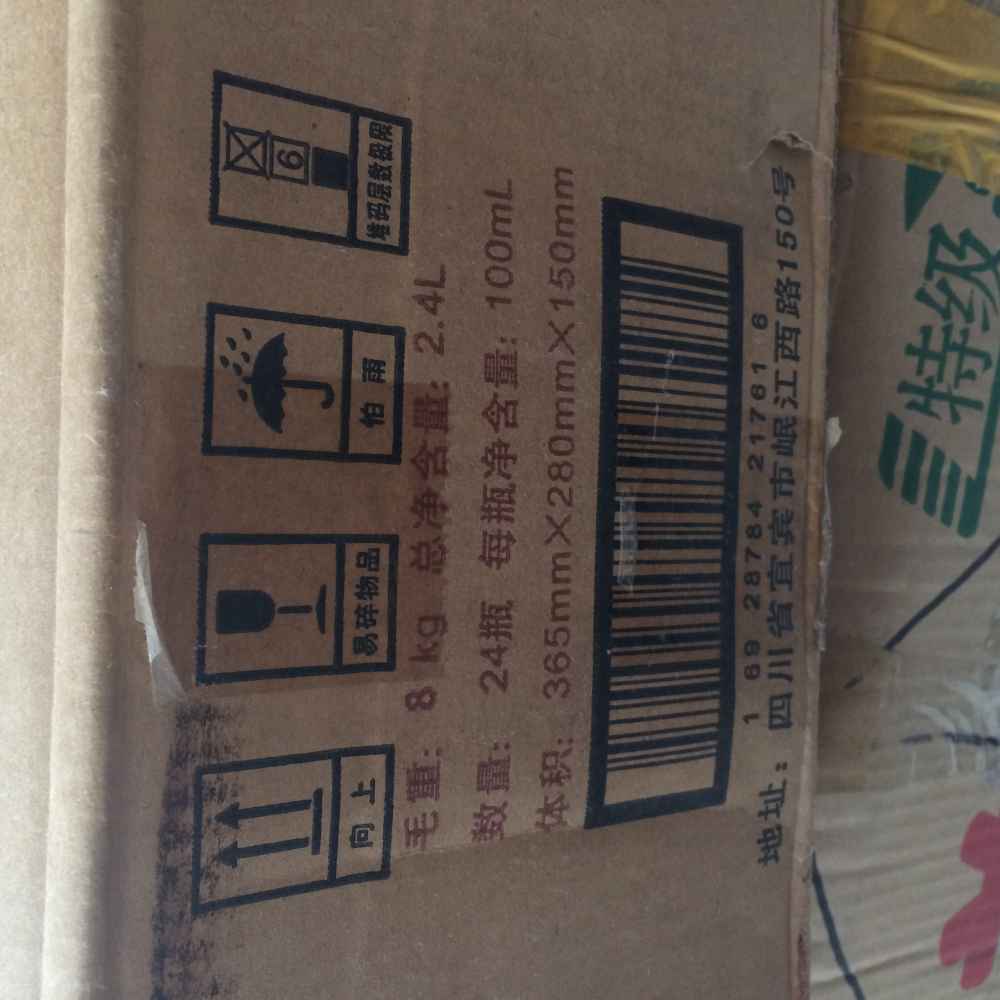 向上
易碎物品
怕雨
6
堆码层数极限
毛重: 8 kg 总净含量: 2.4L
数量: 24瓶 每瓶净含量: 100mL
体积: 365mm×280mm×150mm
1 69 28784 21761 6
地址: 四川省宜宾市岷江西路150号
特级